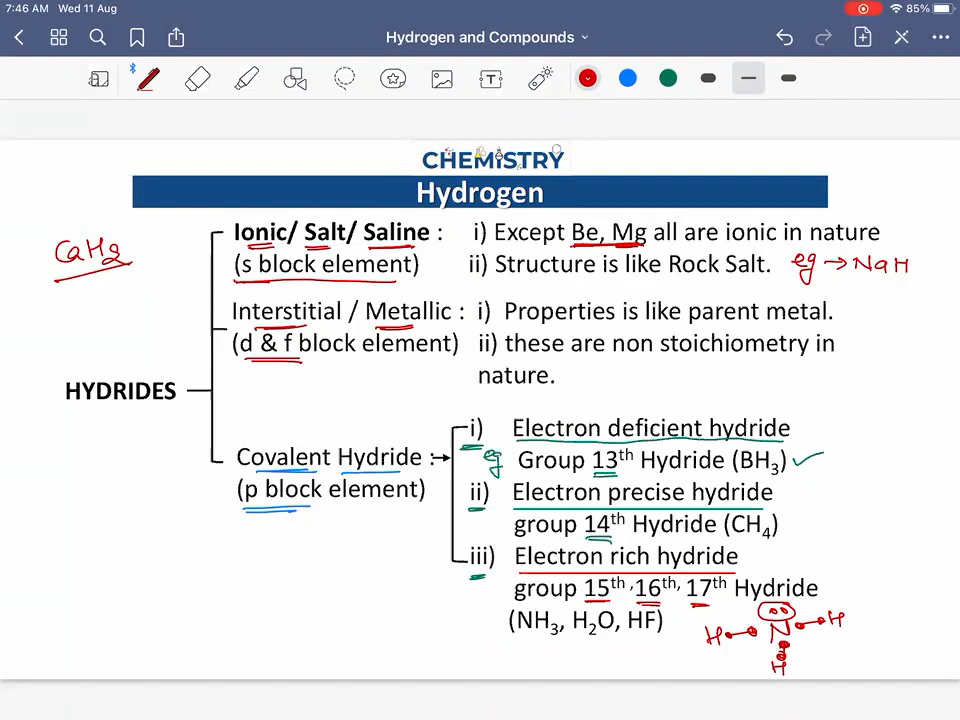 7:46 AM Wed 11 Aug
85%
Hydrogen and Compounds
CHEMISTRY
Hydrogen
CaH2
Ionic/ Salt/ Saline : i) Except Be, Mg all are ionic in nature
(s block element) ii) Structure is like Rock Salt. eg → NaH
Interstitial / Metallic : i) Properties is like parent metal.
(d & f block element) ii) these are non stoichiometry in
nature.
HYDRIDES
i) Electron deficient hydride
Covalent Hydride : eg Group 13th Hydride (BH3) ✓
(p block element) ii) Electron precise hydride
group 14th Hydride (CH4)
iii) Electron rich hydride
group 15th, 16th, 17th Hydride
(NH3, H2O, HF)
H N H
H